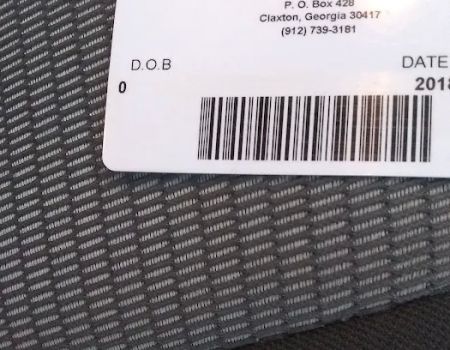 P. O. Box 428
Claxton, Georgia 30417
(912) 739-3181
D.O.B DATE
0 2018